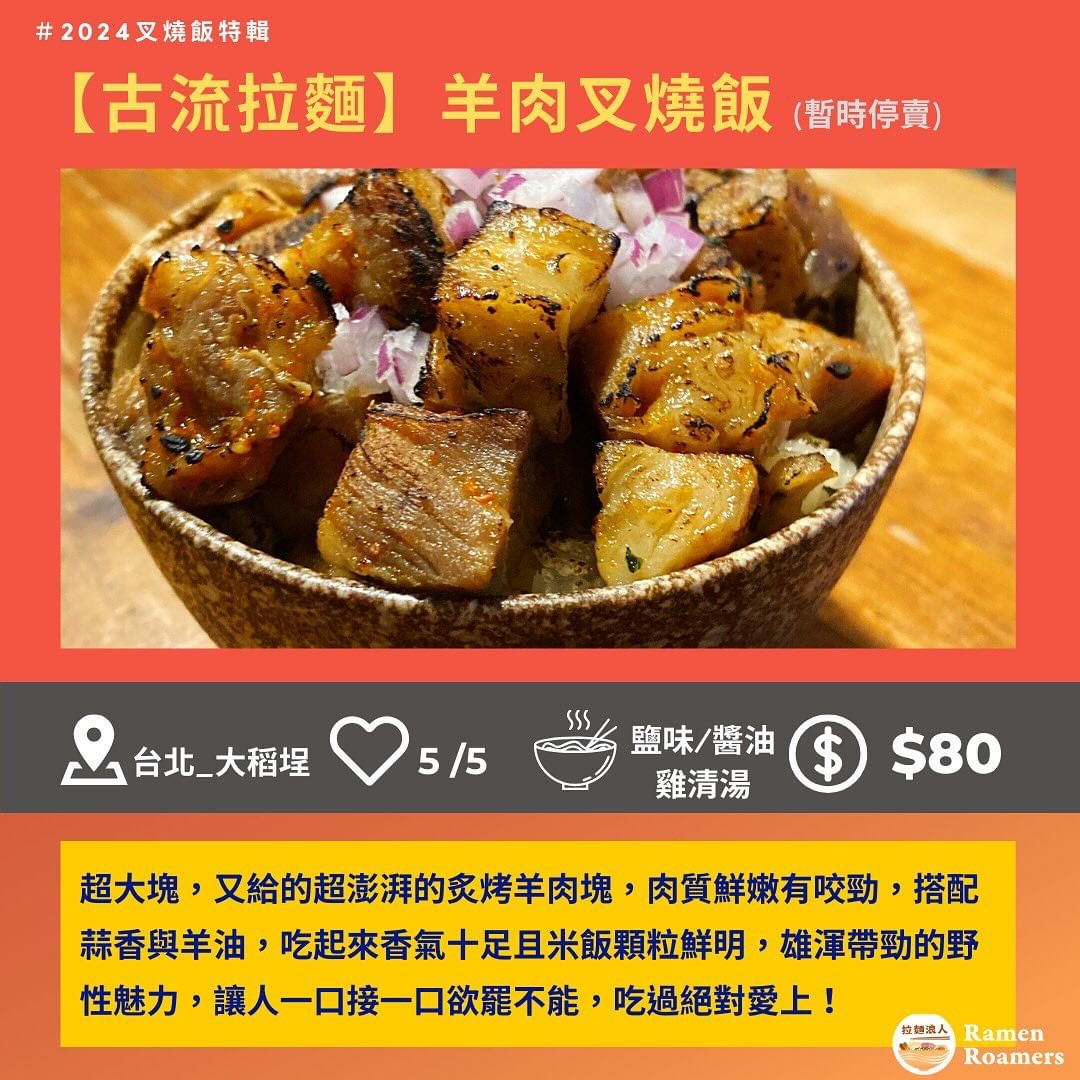 #2024叉燒飯特輯
【古流拉麵】羊肉叉燒飯 (暫時停賣)
台北_大稻埕
5 /5
鹽味/醬油
雞清湯
$
$80
超大塊，又給的超澎湃的炙烤羊肉塊，肉質鮮嫩有咬勁，搭配
蒜香與羊油，吃起來香氣十足且米飯顆粒鮮明，雄渾帶勁的野
性魅力，讓人一口接一口欲罷不能，吃過絕對愛上！
拉麵浪人
Ramen
Roamers